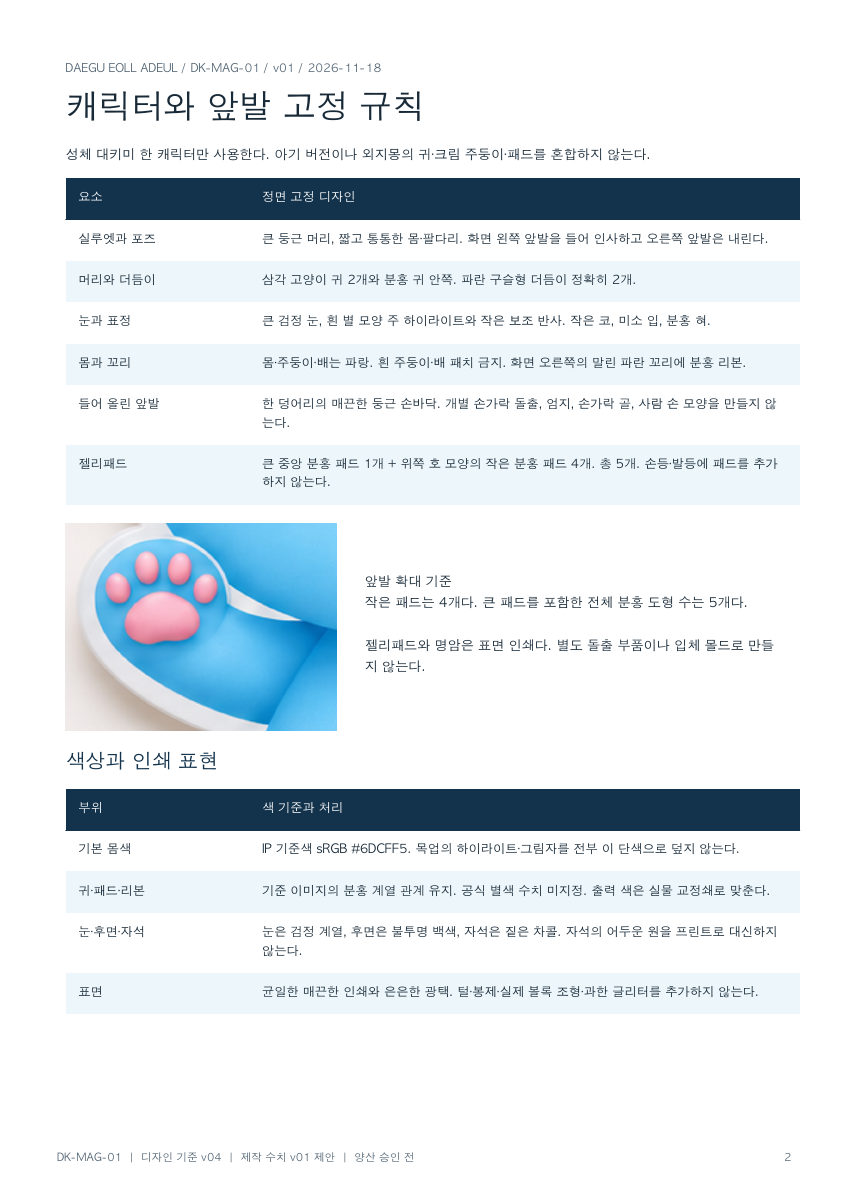 DAEGU EOLL ADEUL / DK-MAG-01 / v01 / 2026-11-18
캐릭터와 앞발 고정 규칙
성체 대키미 한 캐릭터만 사용한다. 아기 버전이나 외지몽의 귀·크림 주둥이·패드를 혼합하지 않는다.
요소 정면 고정 디자인
실루엣과 포즈 큰 둥근 머리, 짧고 통통한 몸·팔다리. 화면 왼쪽 앞발을 들어 인사하고 오른쪽 앞발은 내린다.
머리와 더듬이 삼각 고양이 귀 2개와 분홍 귀 안쪽. 파란 구슬형 더듬이 정확히 2개.
눈과 표정 큰 검정 눈, 흰 별 모양 주 하이라이트와 작은 보조 반사. 작은 코, 미소 입, 분홍 혀.
몸과 꼬리 몸·주둥이·배는 파랑. 흰 주둥이·배 패치 금지. 화면 오른쪽의 말린 파란 꼬리에 분홍 리본.
들어 올린 앞발 한 덩어리의 매끈한 둥근 손바닥. 개별 손가락 돌출, 엄지, 손가락 골, 사람 손 모양을 만들지 않
는다.
젤리패드 큰 중앙 분홍 패드 1개 + 위쪽 호 모양의 작은 분홍 패드 4개. 총 5개. 손등·발등에 패드를 추가
하지 않는다.
앞발 확대 기준
작은 패드는 4개다. 큰 패드를 포함한 전체 분홍 도형 수는 5개다.
젤리패드와 명암은 표면 인쇄다. 별도 돌출 부품이나 입체 몰드로 만들
지 않는다.
색상과 인쇄 표현
부위 색 기준과 처리
기본 몸색 IP 기준색 sRGB #6DCFF5. 목업의 하이라이트·그림자를 전부 이 단색으로 덮지 않는다.
귀·패드·리본 기준 이미지의 분홍 계열 관계 유지. 공식 별색 수치 미지정. 출력 색은 실물 교정쇄로 맞춘다.
눈·후면·자석 눈은 검정 계열, 후면은 불투명 백색, 자석은 짙은 차콜. 자석의 어두운 원을 프린트로 대신하지
않는다.
표면 균일한 매끈한 인쇄와 은은한 광택. 털·봉제·실제 볼록 조형·과한 글리터를 추가하지 않는다.
DK-MAG-01 | 디자인 기준 v04 | 제작 수치 v01 제안 | 양산 승인 전 2